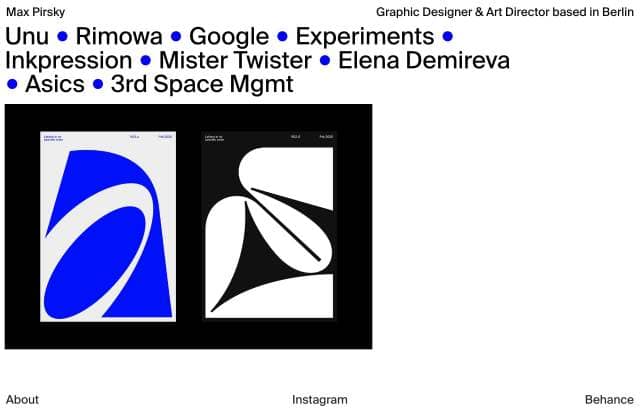 Max Pirsky
Graphic Designer & Art Director based in Berlin
Unu ● Rimowa ● Google ● Experiments ●
Inkpression ● Mister Twister ● Elena Demireva
● Asics ● 3rd Space Mgmt
About
Instagram
Behance